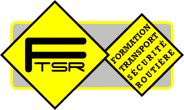 FTSR
FORMATION
TRANSPORT
SÉCURITÉ
ROUTIÈRE